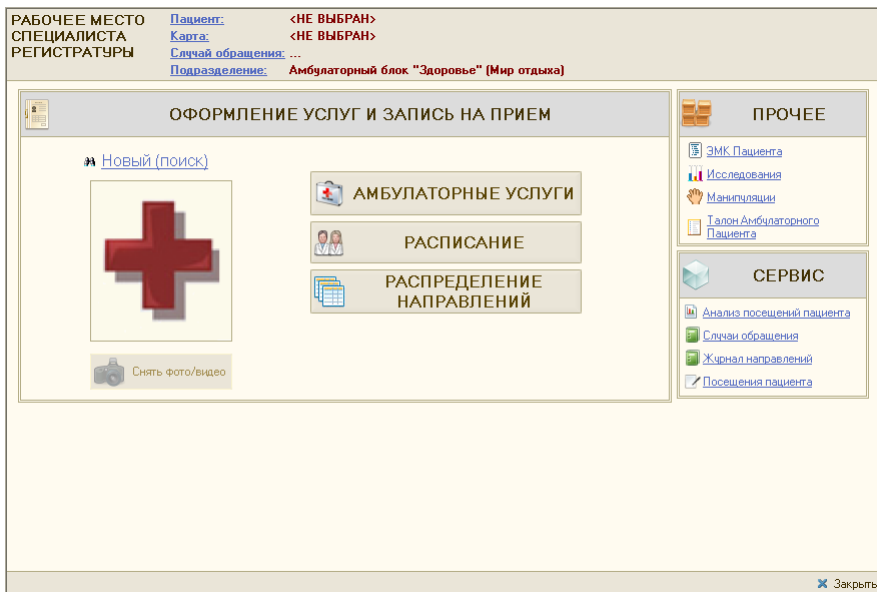 РАБОЧЕЕ МЕСТО
СПЕЦИАЛИСТА
РЕГИСТРАТУРЫ
Пациент: <НЕ ВЫБРАН>
Карта: <НЕ ВЫБРАН>
Случай обращения: ...
Подразделение: Амбулаторный блок "Здоровье" (Мир отдыха)
ОФОРМЛЕНИЕ УСЛУГ И ЗАПИСЬ НА ПРИЕМ
Новый (поиск)
Снять фото/видео
АМБУЛАТОРНЫЕ УСЛУГИ
РАСПИСАНИЕ
РАСПРЕДЕЛЕНИЕ
НАПРАВЛЕНИЙ
ПРОЧЕЕ
ЭМК Пациента
Исследования
Манипуляции
Талон Амбулаторного
Пациента
СЕРВИС
Анализ посещений пациента
Случаи обращения
Журнал направлений
Посещения пациента
Закрыть